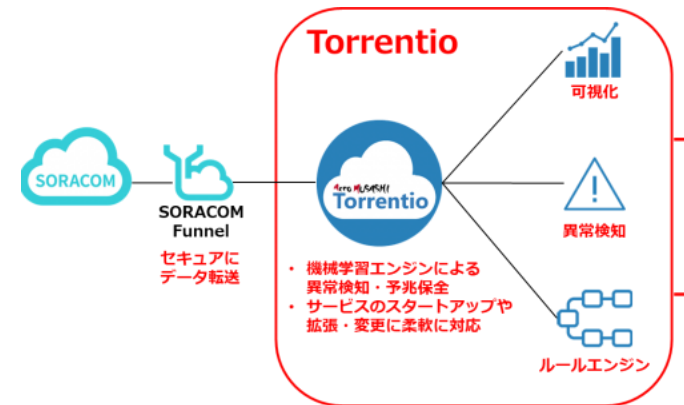 Torrentio
可視化
SORACOM
SORACOM
Funnel
セキュアに
データ転送
Acro MUSASHI
Torrentio
・ 機械学習エンジンによる
異常検知・予兆保全
・ サービスのスタートアップや
拡張・変更に柔軟に対応
異常検知
ルールエンジン